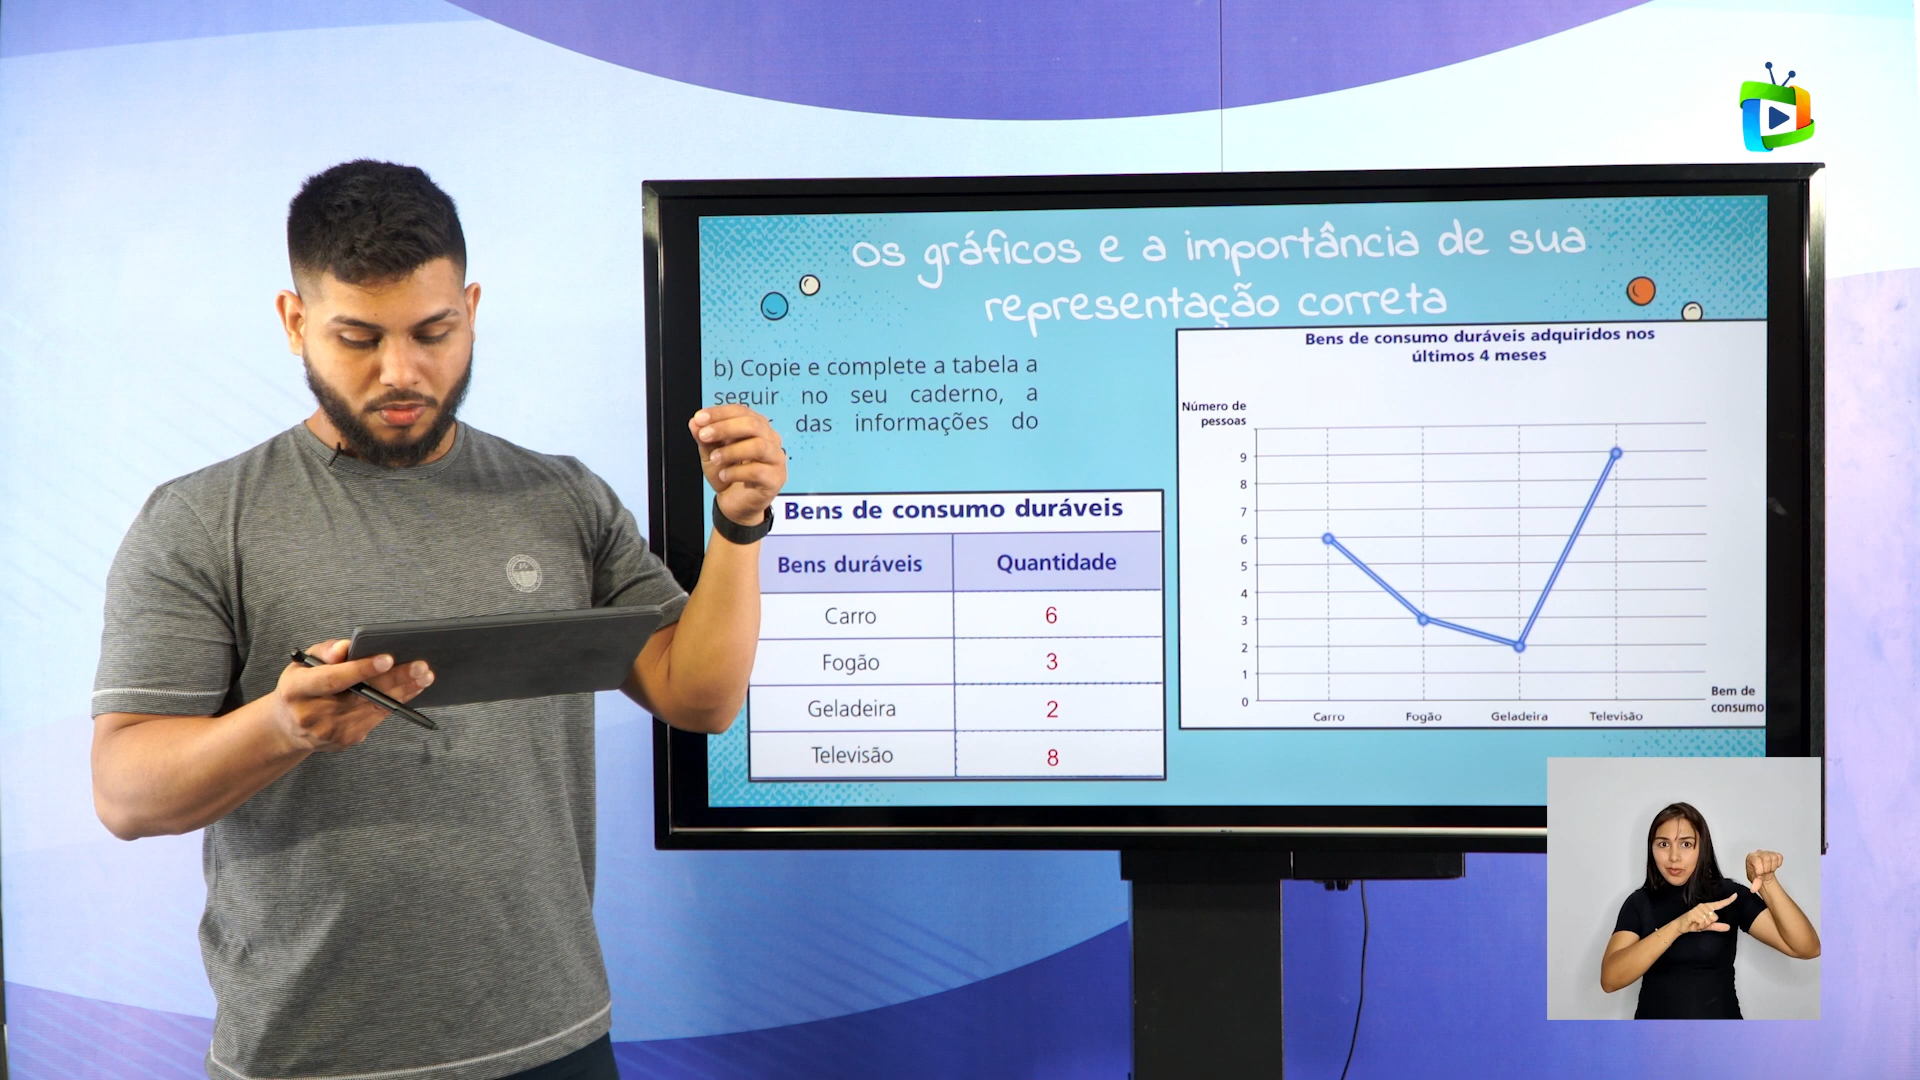 Os gráficos e a importância de sua
representação correta
b) Copie e complete a tabela a
seguir no seu caderno, a
das informações do
Bens de consumo duráveis
Bens duráveis Quantidade
Carro 6
Fogão 3
Geladeira 2
Televisão 8
Bens de consumo duráveis adquiridos nos
últimos 4 meses
Número de
pessoas
9
8
7
6
5
4
3
2
1
0
Carro Fogão Geladeira Televisão
Bem de
consumo